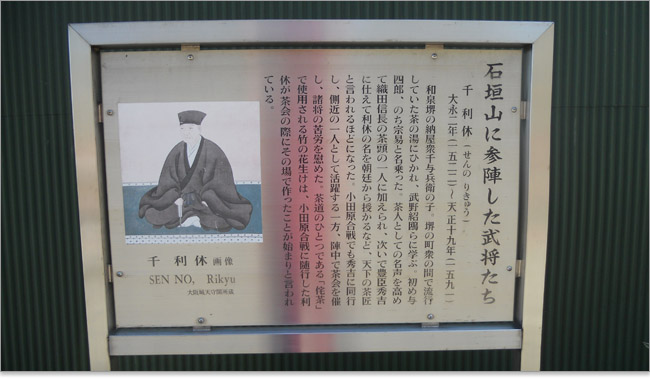 石垣山に参陣した武将たち
千利休（せんの りきゅう）
大永二年（一五二二）～天正十九年（一五九一）
和泉堺の納屋衆千与兵衛の子。堺の町衆の間で流行
していた茶の湯にひかれ、武野紹鴎らに学ぶ。初め与
四郎、のち宗易と名乗った。茶人としての名声を高め
て織田信長の茶頭の一人に加えられ、次いで豊臣秀吉
に仕えて利休の名を朝廷から授かるなど、天下の茶匠
と言われるほどになった。小田原合戦でも秀吉に同行
し、側近の一人として活躍する一方、陣中で茶会を催
し、諸将の苦労を慰めた。茶道のひとつである「侘茶」
で使用される竹の花生けは、小田原合戦に随行した利
休が茶会の際にその場で作ったことが始まりと言われ
ている。
千利休 画像
SEN NO, Rikyu
大阪城天守閣所蔵